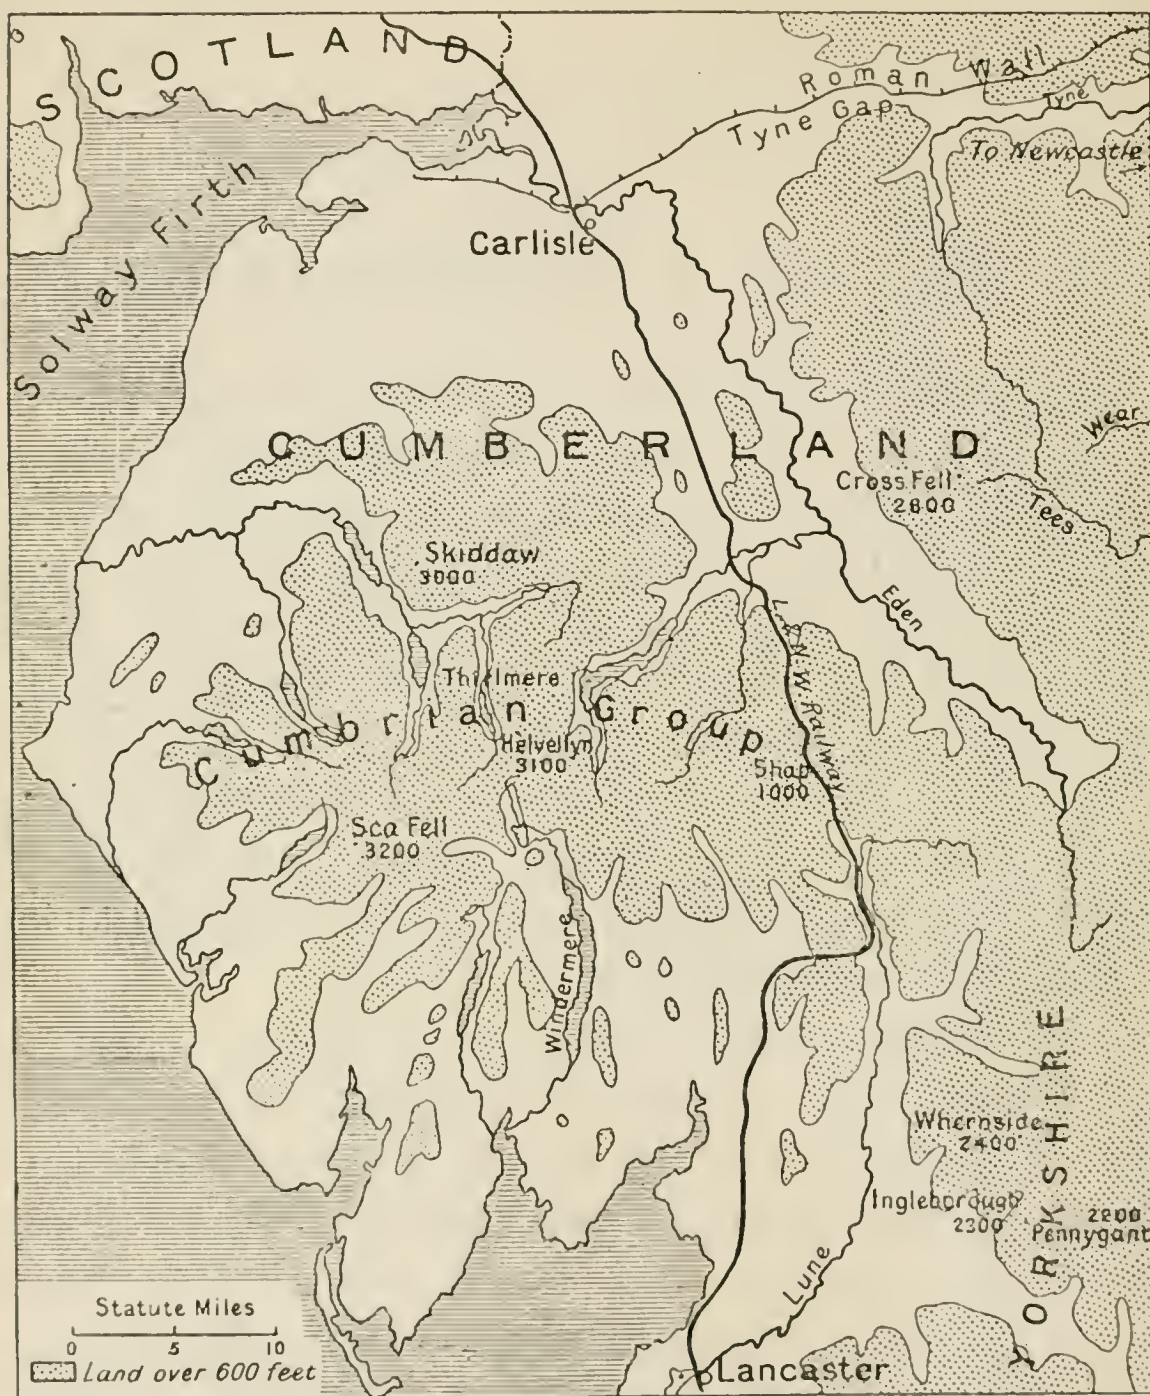 SCOTLAND
Roman Wall
Tyne
Tyne Gap
To Newcastle
Solway Firth
Carlisle
CUMBERLAND
Wear
Cross Fell
2800
Tees
Skiddaw
3000
Eden
L. & N. W. Railway
Thirlmere
Cumbrian Group
Helvellyn
3100
Shap
1000
Sca Fell
3200
Windermere
YORKSHIRE
Whernside
2400
Ingleborough
2300
2200
Pennygant
Lune
Statute Miles
0 5 10
Land over 600 feet
Lancaster